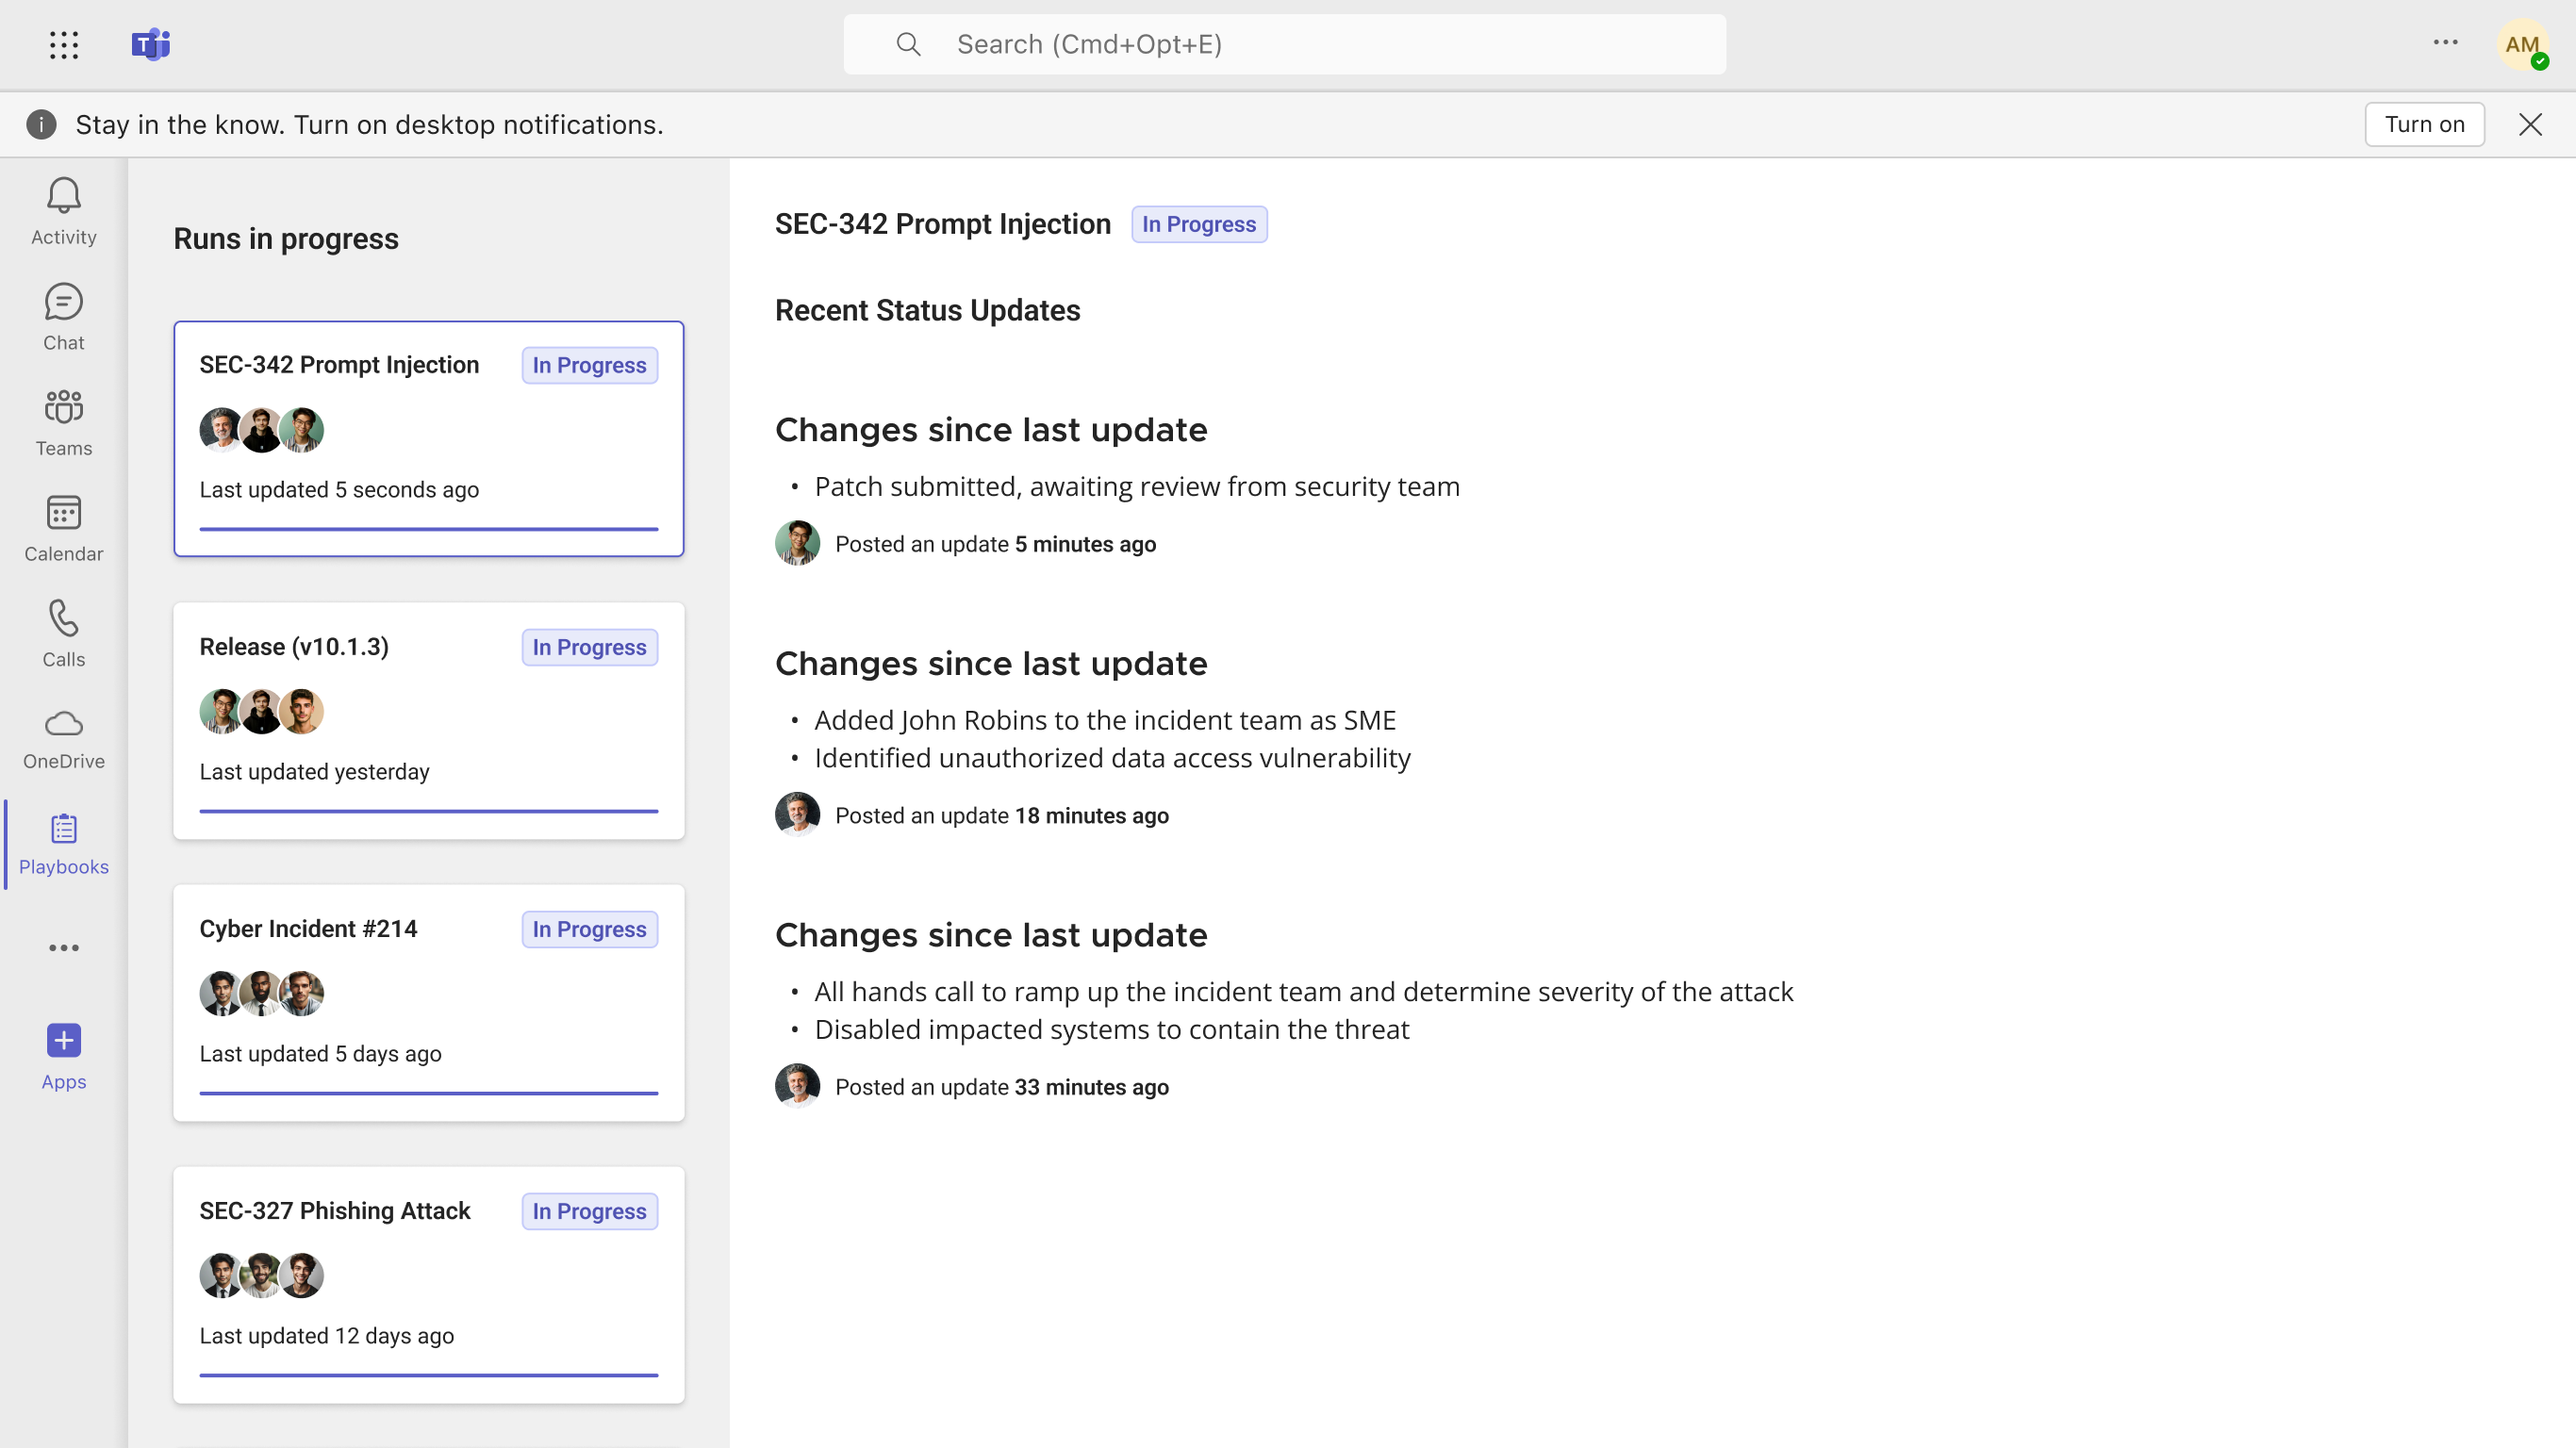 T
Search (Cmd+Opt+E)
AM
Stay in the know. Turn on desktop notifications.
Turn on
Activity
Chat
Teams
Calendar
Calls
OneDrive
Playbooks
Apps
Runs in progress
SEC-342 Prompt Injection
In Progress
Last updated 5 seconds ago
Release (v10.1.3)
In Progress
Last updated yesterday
Cyber Incident #214
In Progress
Last updated 5 days ago
SEC-327 Phishing Attack
In Progress
Last updated 12 days ago
SEC-342 Prompt Injection
In Progress
Recent Status Updates
Changes since last update
• Patch submitted, awaiting review from security team
Posted an update 5 minutes ago
Changes since last update
• Added John Robins to the incident team as SME
• Identified unauthorized data access vulnerability
Posted an update 18 minutes ago
Changes since last update
• All hands call to ramp up the incident team and determine severity of the attack
• Disabled impacted systems to contain the threat
Posted an update 33 minutes ago